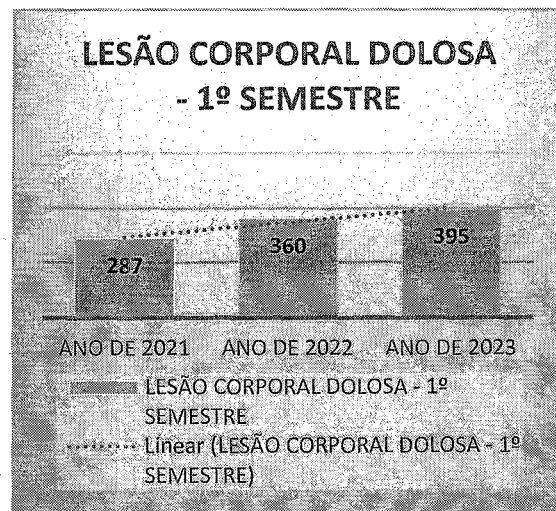 LESÃO CORPORAL DOLOSA
- 1º SEMESTRE
287
360
395
ANO DE 2021 ANO DE 2022 ANO DE 2023
LESÃO CORPORAL DOLOSA - 1º
SEMESTRE
Linear (LESÃO CORPORAL DOLOSA - 1º
SEMESTRE)